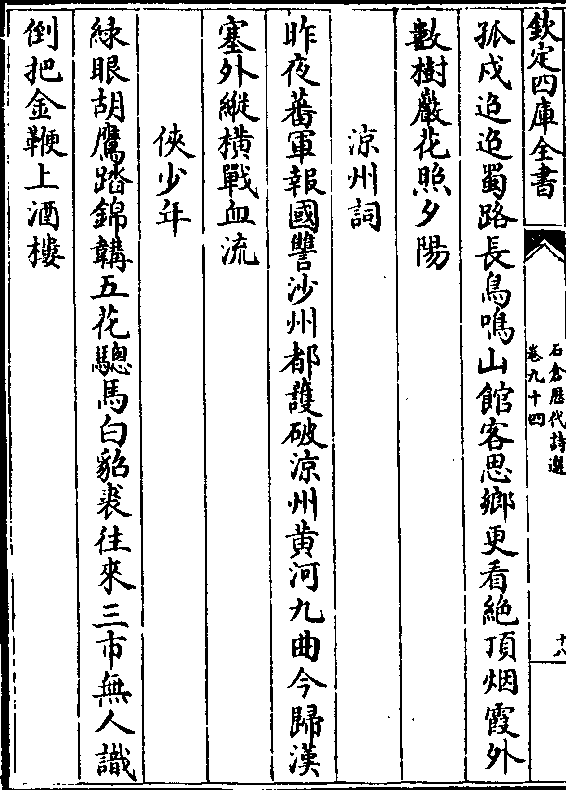 欽定四庫全書
石倉歴代詩選
卷九十四
十八
孤戍迢迢蜀路長鳥鳴山館客思鄉更看絶頂烟霞外
數樹巖花照夕陽
涼州詞
昨夜蕃軍報國讐沙州都護破涼州黄河九曲今歸漢
塞外縱橫戰血流
俠少年
緑眼胡鷹踏錦韝五花驄馬白貂裘往來三市無人識
倒把金鞭上酒樓